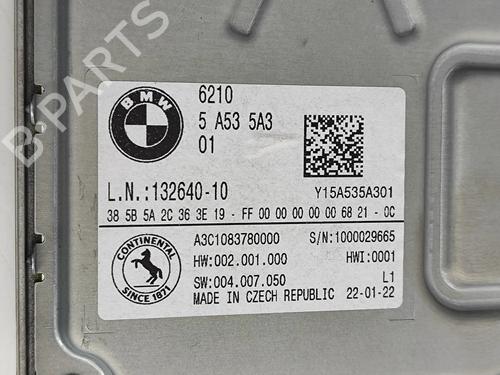 B-PARTS
BMW
6210
5 A53 5A3
01
L.N.:132640-10
Y15A535A301
38 5B 5A 2C 36 3E 19 - FF 00 00 00 00 00 68 21 - 0C
CONTINENTAL
SINCE 1871
A3C1083780000
S/N:1000029665
HW:002.001.000
HWI:0001
SW:004.007.050
L1
MADE IN CZECH REPUBLIC
22-01-22